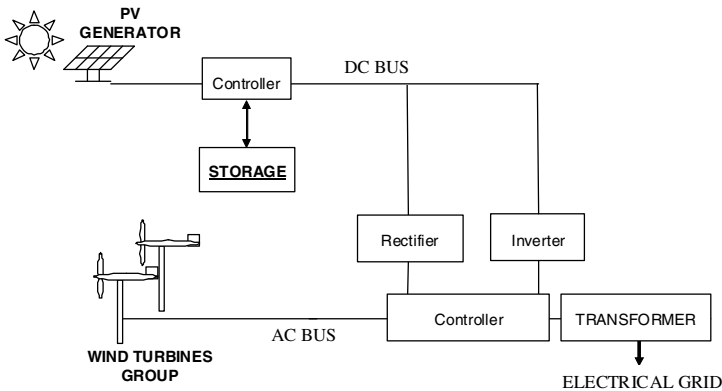 PV
GENERATOR
Controller
DC BUS
STORAGE
Rectifier
Inverter
Controller
TRANSFORMER
AC BUS
WIND TURBINES
GROUP
ELECTRICAL GRID